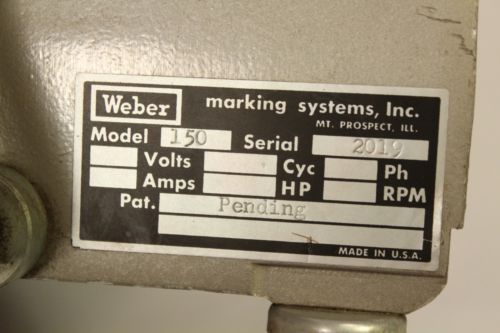 Weber marking systems, Inc.
MT. PROSPECT, ILL.
Model 150 Serial 2019
Volts Cyc Ph
Amps HP RPM
Pat. Pending
MADE IN U.S.A.